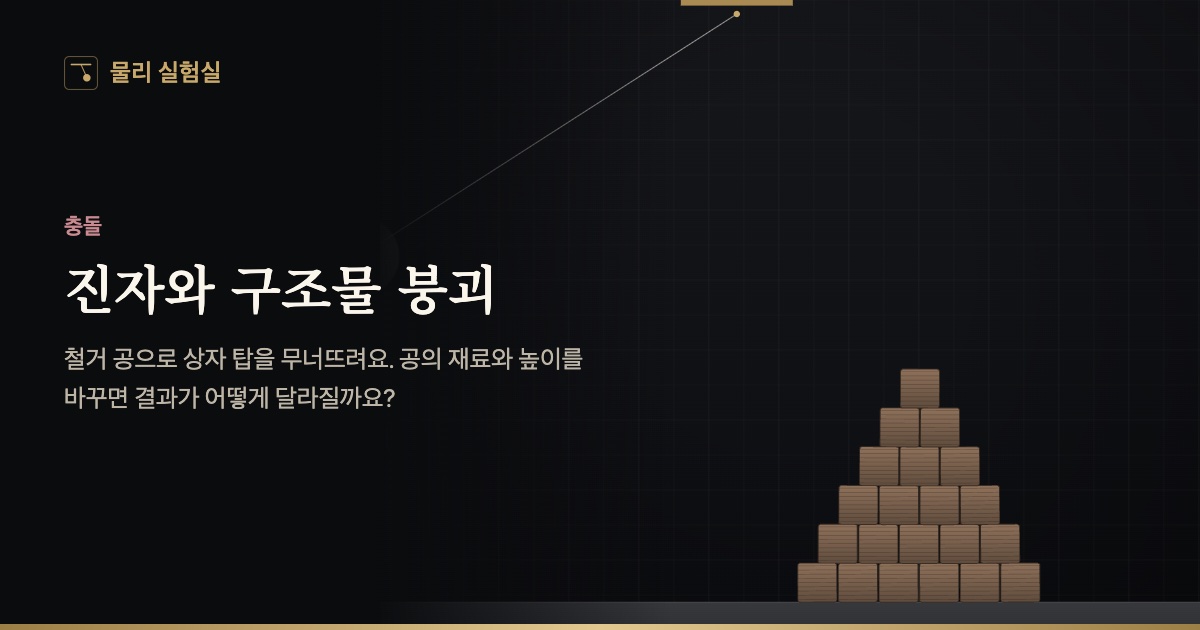 물리 실험실
충돌
진자와 구조물 붕괴
철거 공으로 상자 탑을 무너뜨려요. 공의 재료와 높이를
바꾸면 결과가 어떻게 달라질까요?